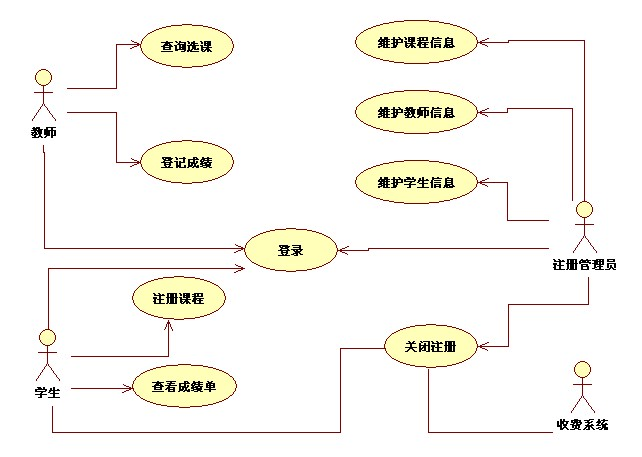 查询选课
维护课程信息
维护教师信息
教师
登记成绩
维护学生信息
登录
注册管理员
注册课程
关闭注册
查看成绩单
学生
收费系统